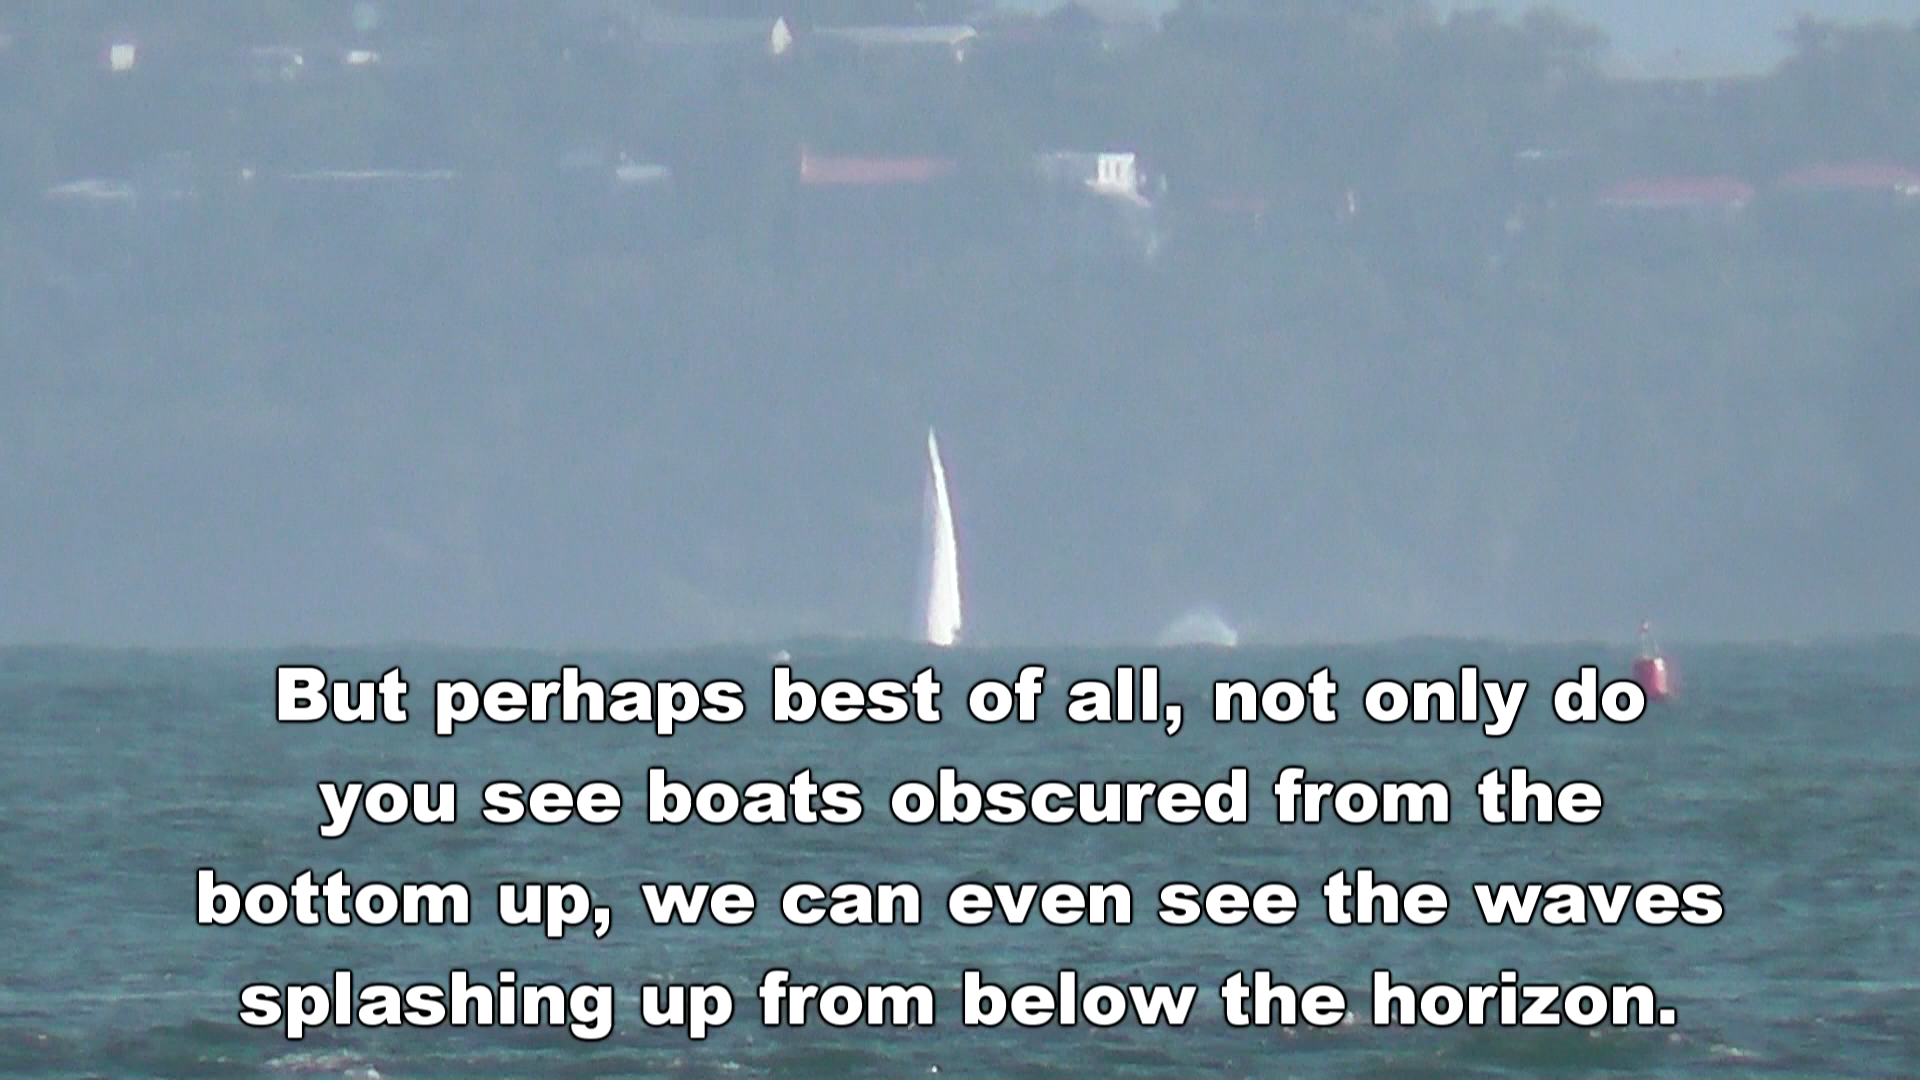 But perhaps best of all, not only do
you see boats obscured from the
bottom up, we can even see the waves
splashing up from below the horizon.